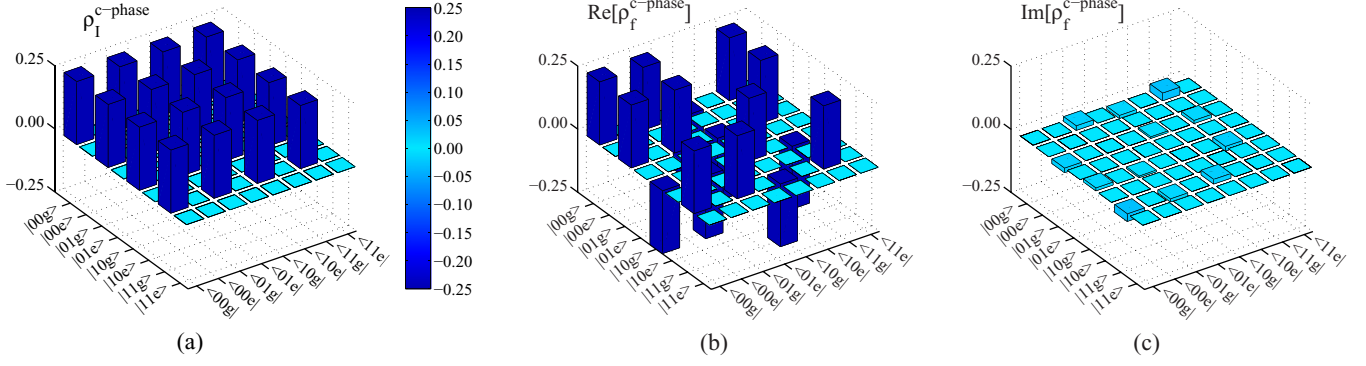 ρ_I^{c−phase}
0.25
0.00
−0.25
|00g>
|00e>
|01g>
|01e>
|10g>
|10e>
|11g>
|11e>
<00g|
<00e|
<01g|
<01e|
<10g|
<10e|
<11g|
<11e|
(a)
0.25
0.20
0.15
0.10
0.05
0.00
−0.05
−0.10
−0.15
−0.20
−0.25
Re[ρ_f^{c−phase}]
0.25
0.00
−0.25
|00g>
|00e>
|01g>
|01e>
|10g>
|10e>
|11g>
|11e>
<00g|
<00e|
<01g|
<01e|
<10g|
<10e|
<11g|
<11e|
(b)
Im[ρ_f^{c−phase}]
0.25
0.00
−0.25
|00g>
|00e>
|01g>
|01e>
|10g>
|10e>
|11g>
|11e>
<00g|
<00e|
<01g|
<01e|
<10g|
<10e|
<11g|
<11e|
(c)